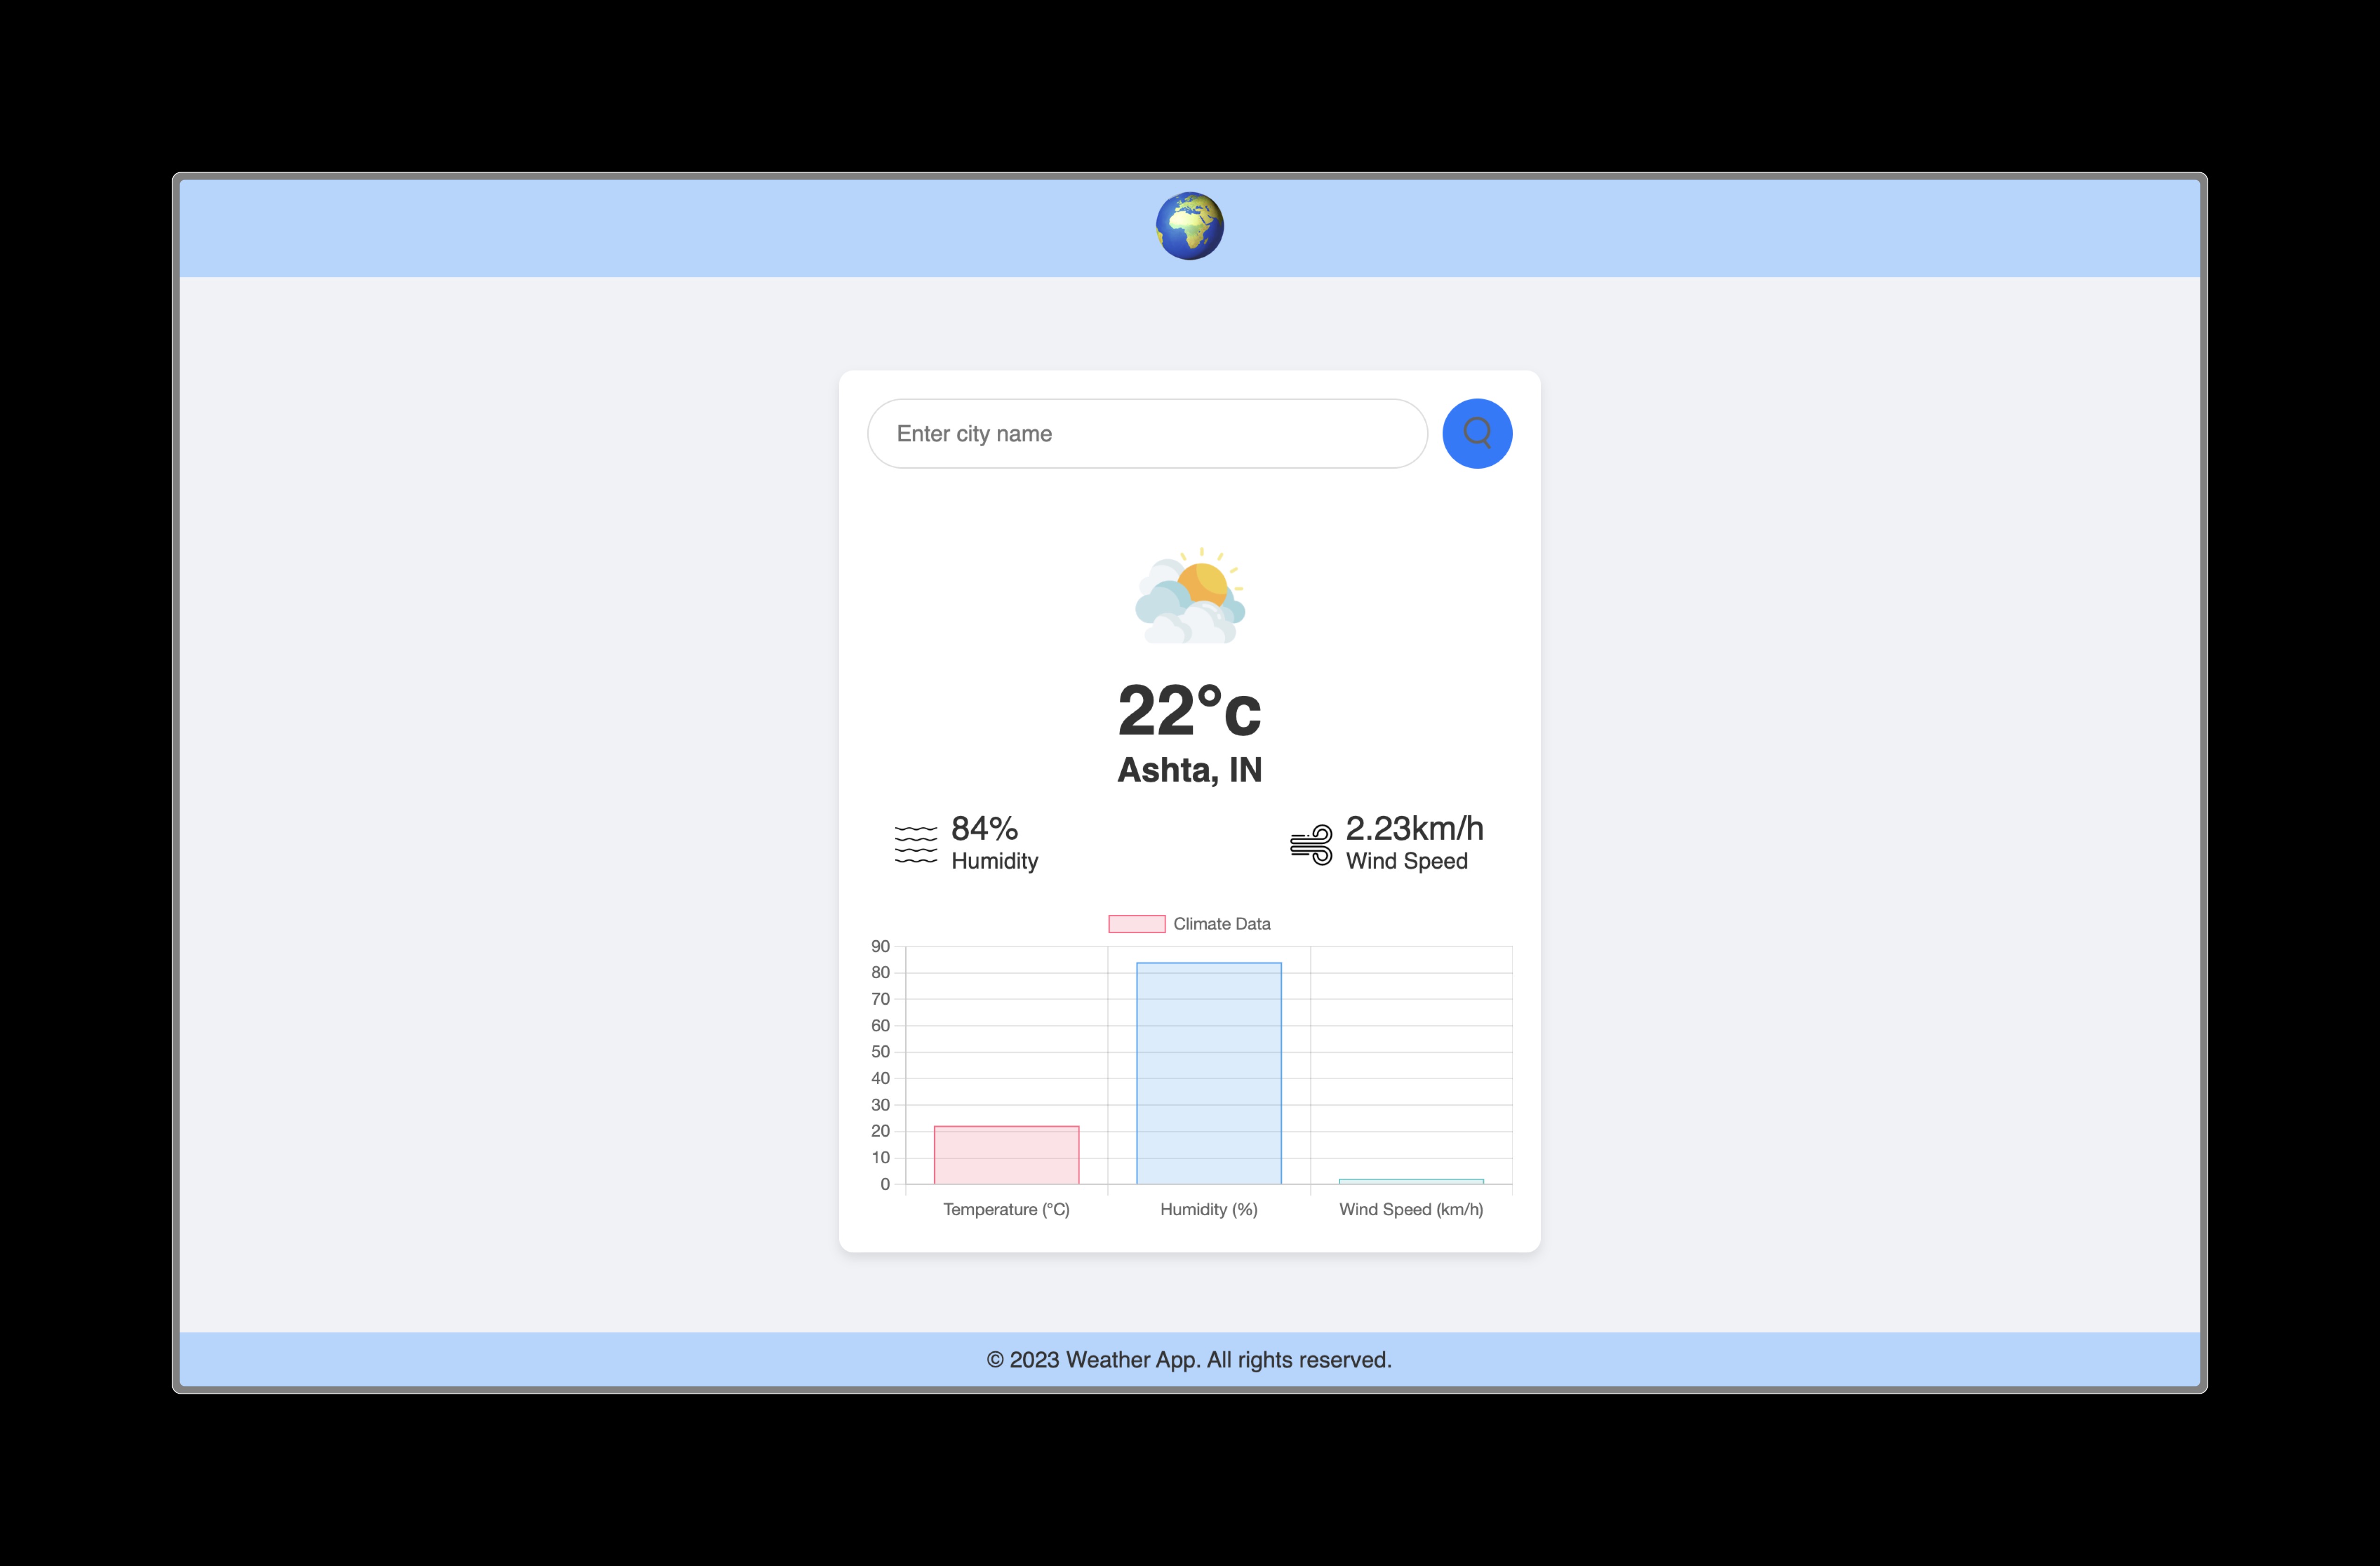 Enter city name
22°c
Ashta, IN
84%
Humidity
2.23km/h
Wind Speed
Climate Data
90
80
70
60
50
40
30
20
10
0
Temperature (°C) Humidity (%) Wind Speed (km/h)
© 2023 Weather App. All rights reserved.